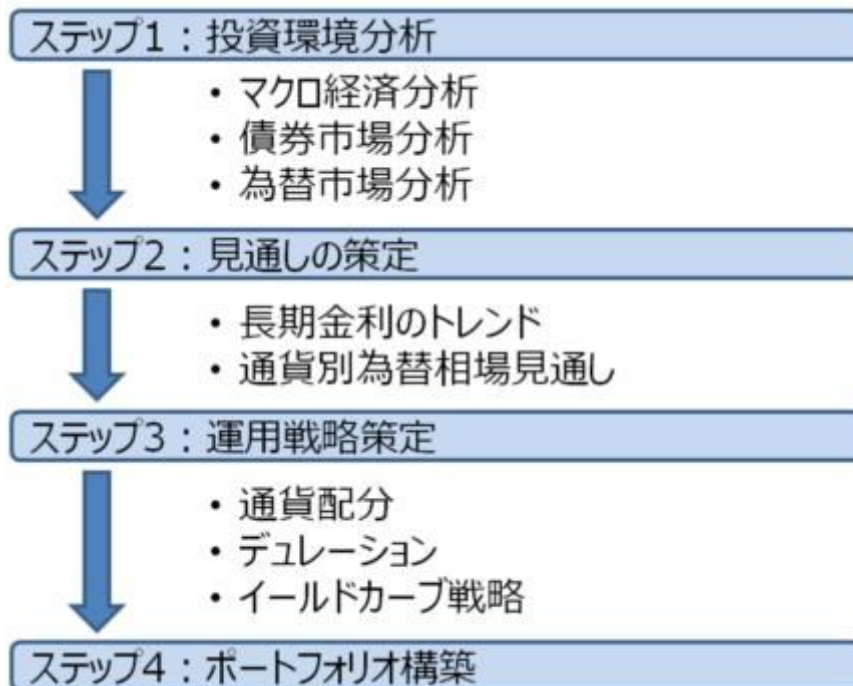 ステップ1：投資環境分析
・マクロ経済分析
・債券市場分析
・為替市場分析
ステップ2：見通しの策定
・長期金利のトレンド
・通貨別為替相場見通し
ステップ3：運用戦略策定
・通貨配分
・デュレーション
・イールドカーブ戦略
ステップ4：ポートフォリオ構築